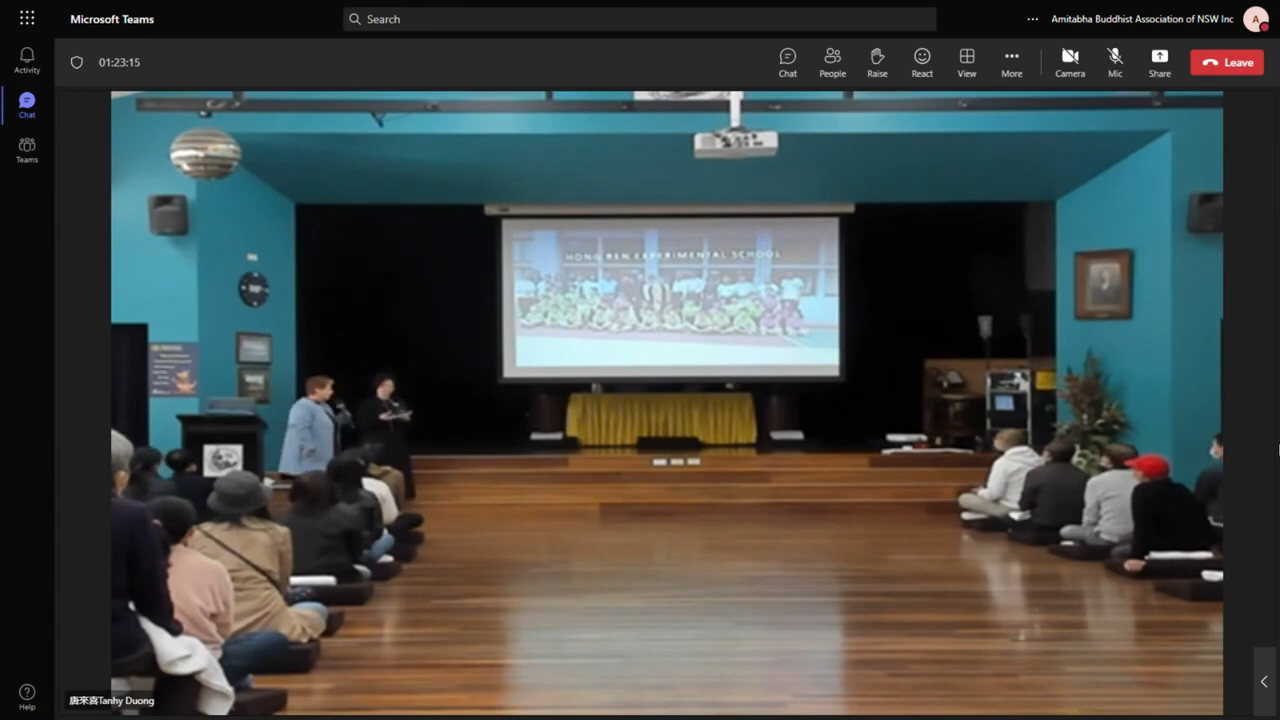 Microsoft Teams
Search
Amitabha Buddhist Association of NSW Inc
A
01:23:15
Chat
People
Raise
React
View
More
Camera
Mic
Share
Leave
Activity
Chat
Teams
HONG REN EXPERIMENTAL SCHOOL
Help
唐來喜Tanhy Duong